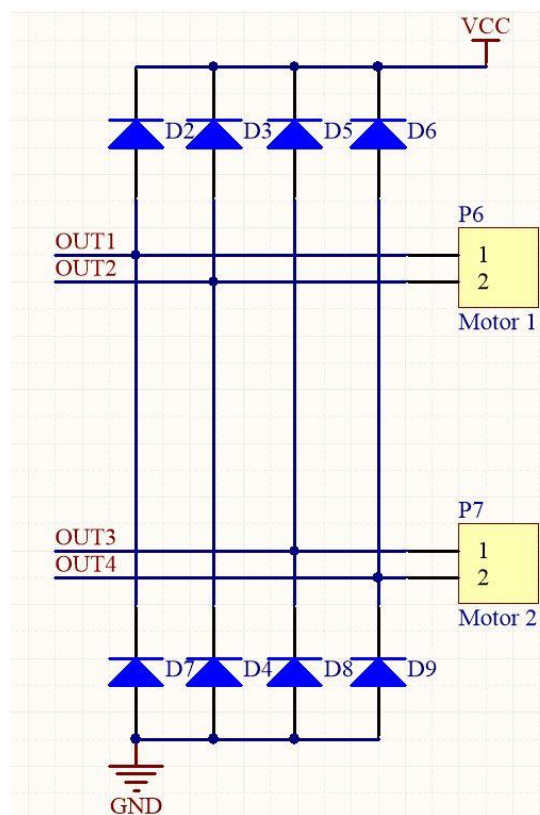 VCC
D2 D3 D5 D6
P6
OUT1 1
OUT2 2
Motor 1
P7
OUT3 1
OUT4 2
Motor 2
D7 D4 D8 D9
GND